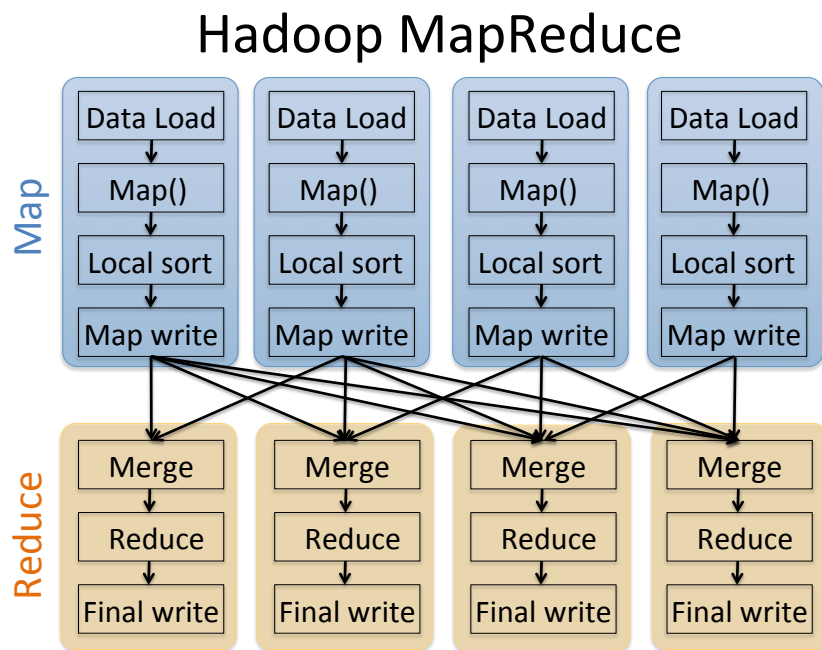 Hadoop MapReduce
Map
Data Load
Data Load
Data Load
Data Load
Map()
Map()
Map()
Map()
Local sort
Local sort
Local sort
Local sort
Map write
Map write
Map write
Map write
Reduce
Merge
Merge
Merge
Merge
Reduce
Reduce
Reduce
Reduce
Final write
Final write
Final write
Final write